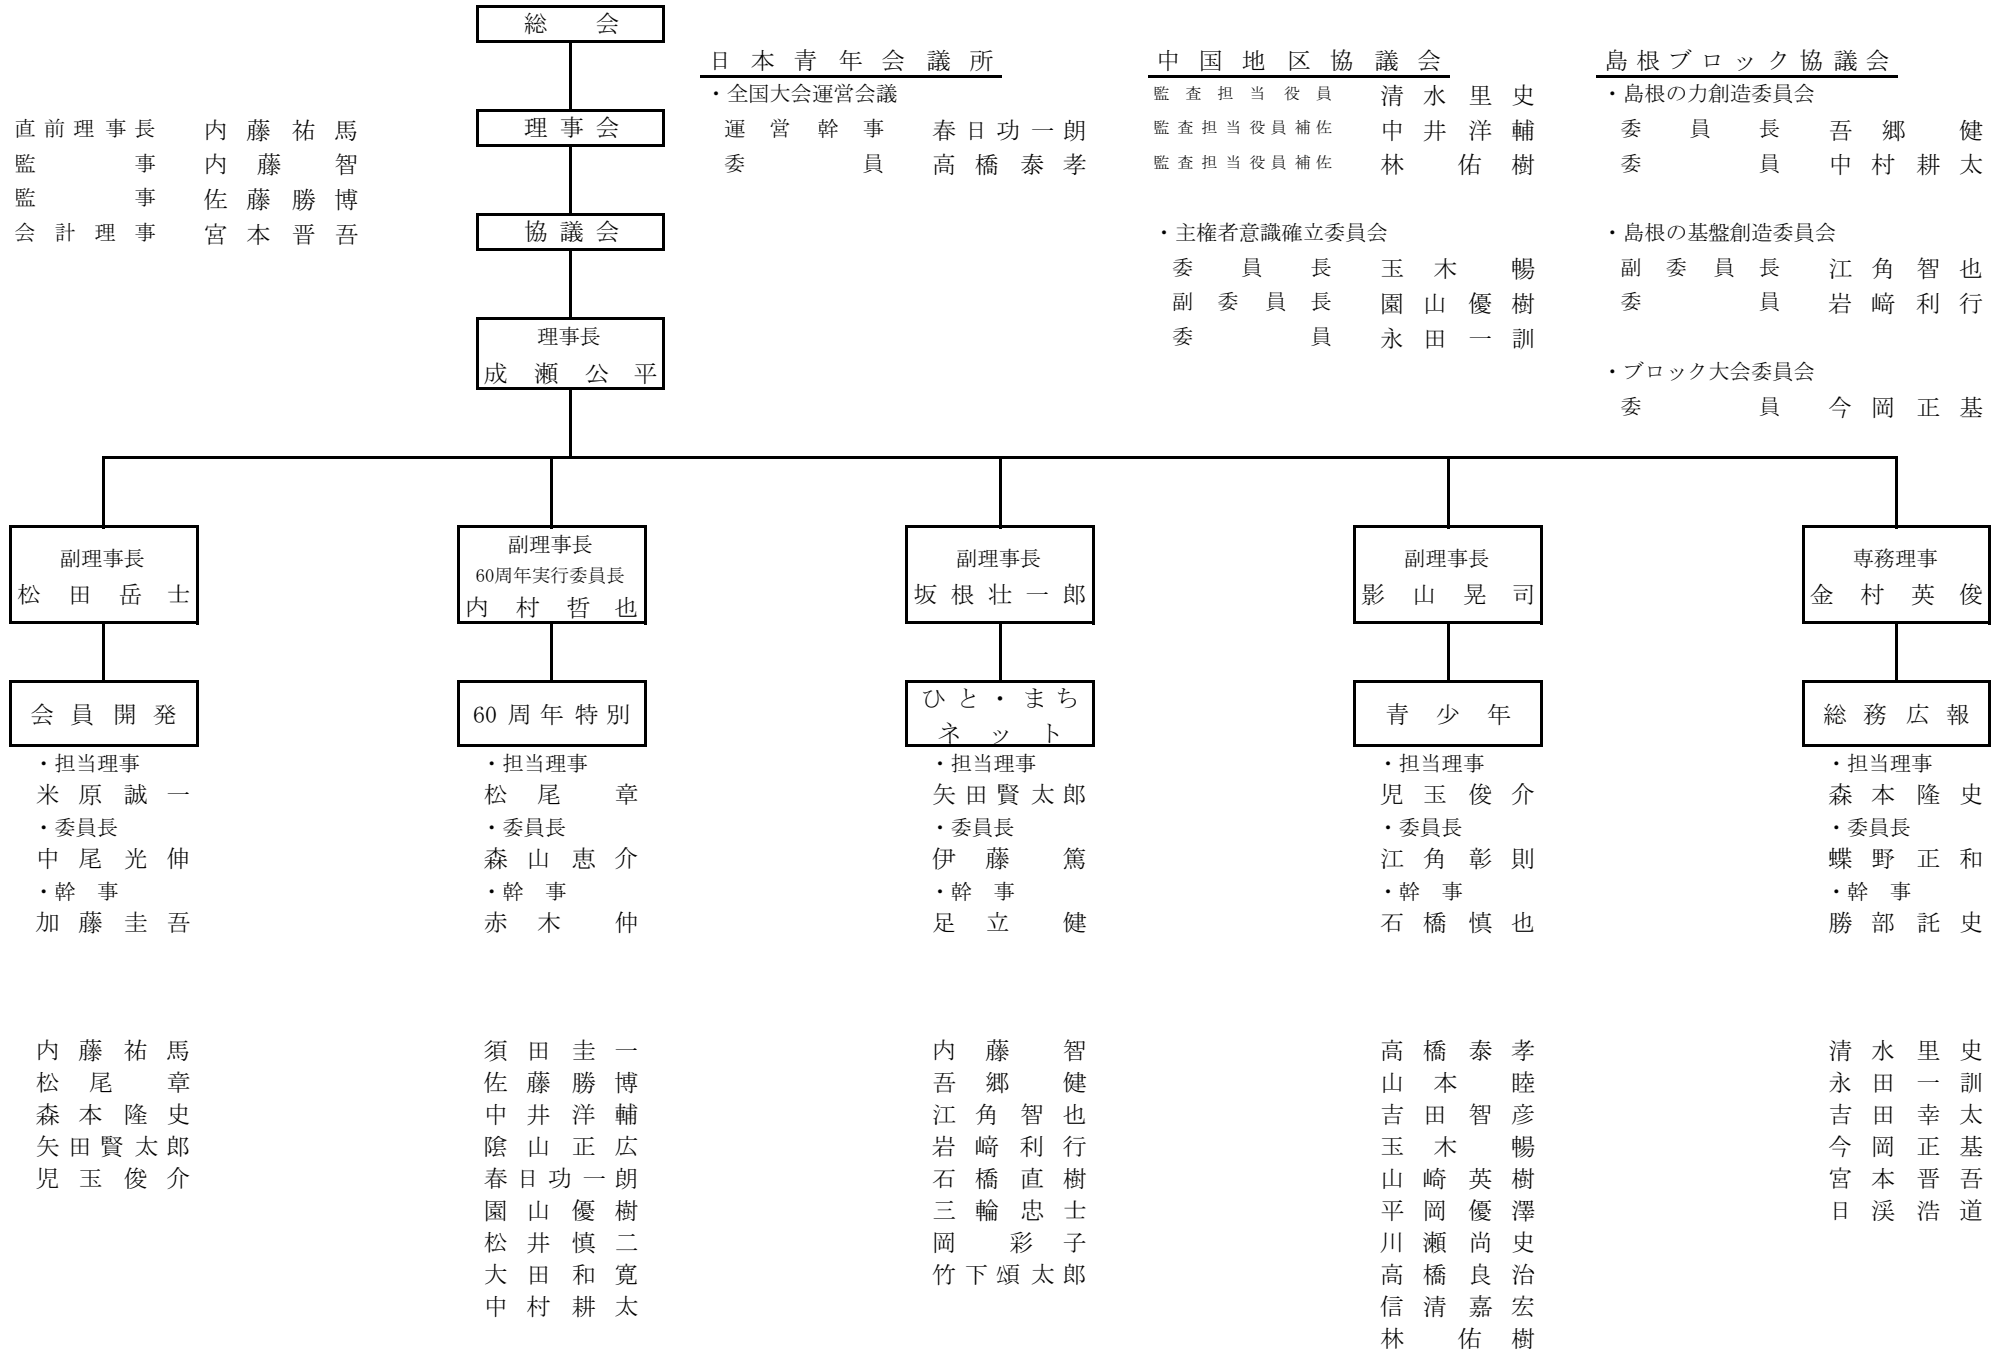 総会
理事会
協議会
理事長
成瀬公平
直前理事長 内藤祐馬
監事 内藤智
監事 佐藤勝博
会計理事 宮本晋吾
日本青年会議所
・全国大会運営会議
運営幹事 春日功一朗
委員 高橋泰孝
中国地区協議会
監査担当役員 清水里史
監査担当役員補佐 中井洋輔
監査担当役員補佐 林佑樹
・主権者意識確立委員会
委員長 玉木暢
副委員長 園山優樹
委員 永田一訓
島根ブロック協議会
・島根の力創造委員会
委員長 吾郷健
委員 中村耕太
・島根の基盤創造委員会
副委員長 江角智也
委員 岩﨑利行
・ブロック大会委員会
委員 今岡正基
副理事長
松田岳士
会員開発
・担当理事
米原誠一
・委員長
中尾光伸
・幹　事
加藤圭吾
内藤祐馬
松尾章
森本隆史
矢田賢太郎
児玉俊介
副理事長
60周年実行委員長
内村哲也
60周年特別
・担当理事
松尾章
・委員長
森山恵介
・幹　事
赤木仲
須田圭一
佐藤勝博
中井洋輔
陰山正広
春日功一朗
園山優樹
松井慎二
大田和寛
中村耕太
副理事長
坂根壮一郎
ひと・まち
ネット
・担当理事
矢田賢太郎
・委員長
伊藤篤
・幹　事
足立健
内藤智
吾郷健
江角智也
岩﨑利行
石橋直樹
三輪忠士
岡彩子
竹下頌太郎
副理事長
影山晃司
青少年
・担当理事
児玉俊介
・委員長
江角彰則
・幹　事
石橋慎也
高橋泰孝
山本睦
吉田智彦
玉木暢
山崎英樹
平岡優澤
川瀬尚史
高橋良治
信清嘉宏
林佑樹
専務理事
金村英俊
総務広報
・担当理事
森本隆史
・委員長
蝶野正和
・幹　事
勝部託史
清水里史
永田一訓
吉田幸太
今岡正基
宮本晋吾
日渓浩道